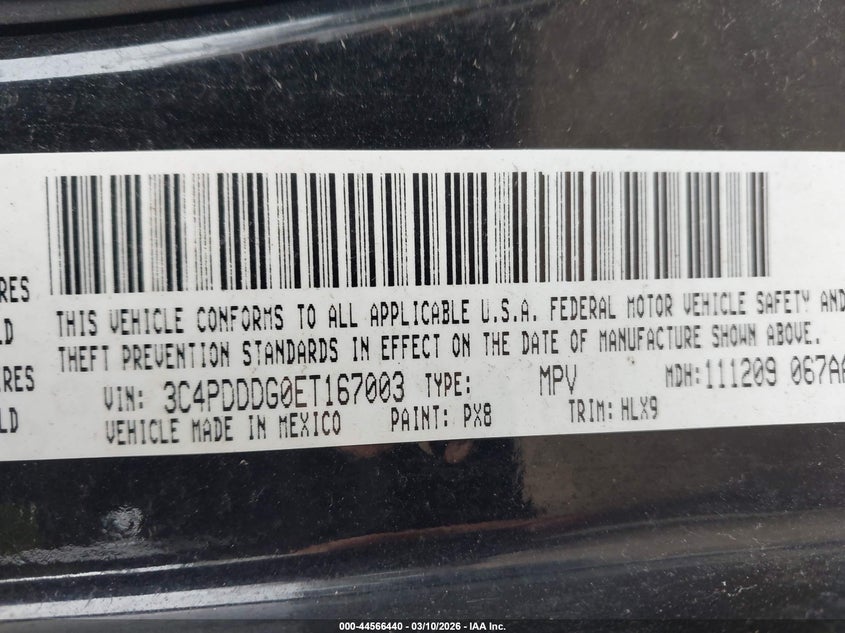 RES
LD
THIS VEHICLE CONFORMS TO ALL APPLICABLE U.S.A. FEDERAL MOTOR VEHICLE SAFETY AND
THEFT PREVENTION STANDARDS IN EFFECT ON THE DATE OF MANUFACTURE SHOWN ABOVE.
IRES
LD
VIN: 3C4PDDDG0ET167003 TYPE: MPV MDH:111209 067AA
VEHICLE MADE IN MEXICO PAINT: PX8 TRIM: HLX9
000-44566440 - 03/10/2026 - IAA Inc.